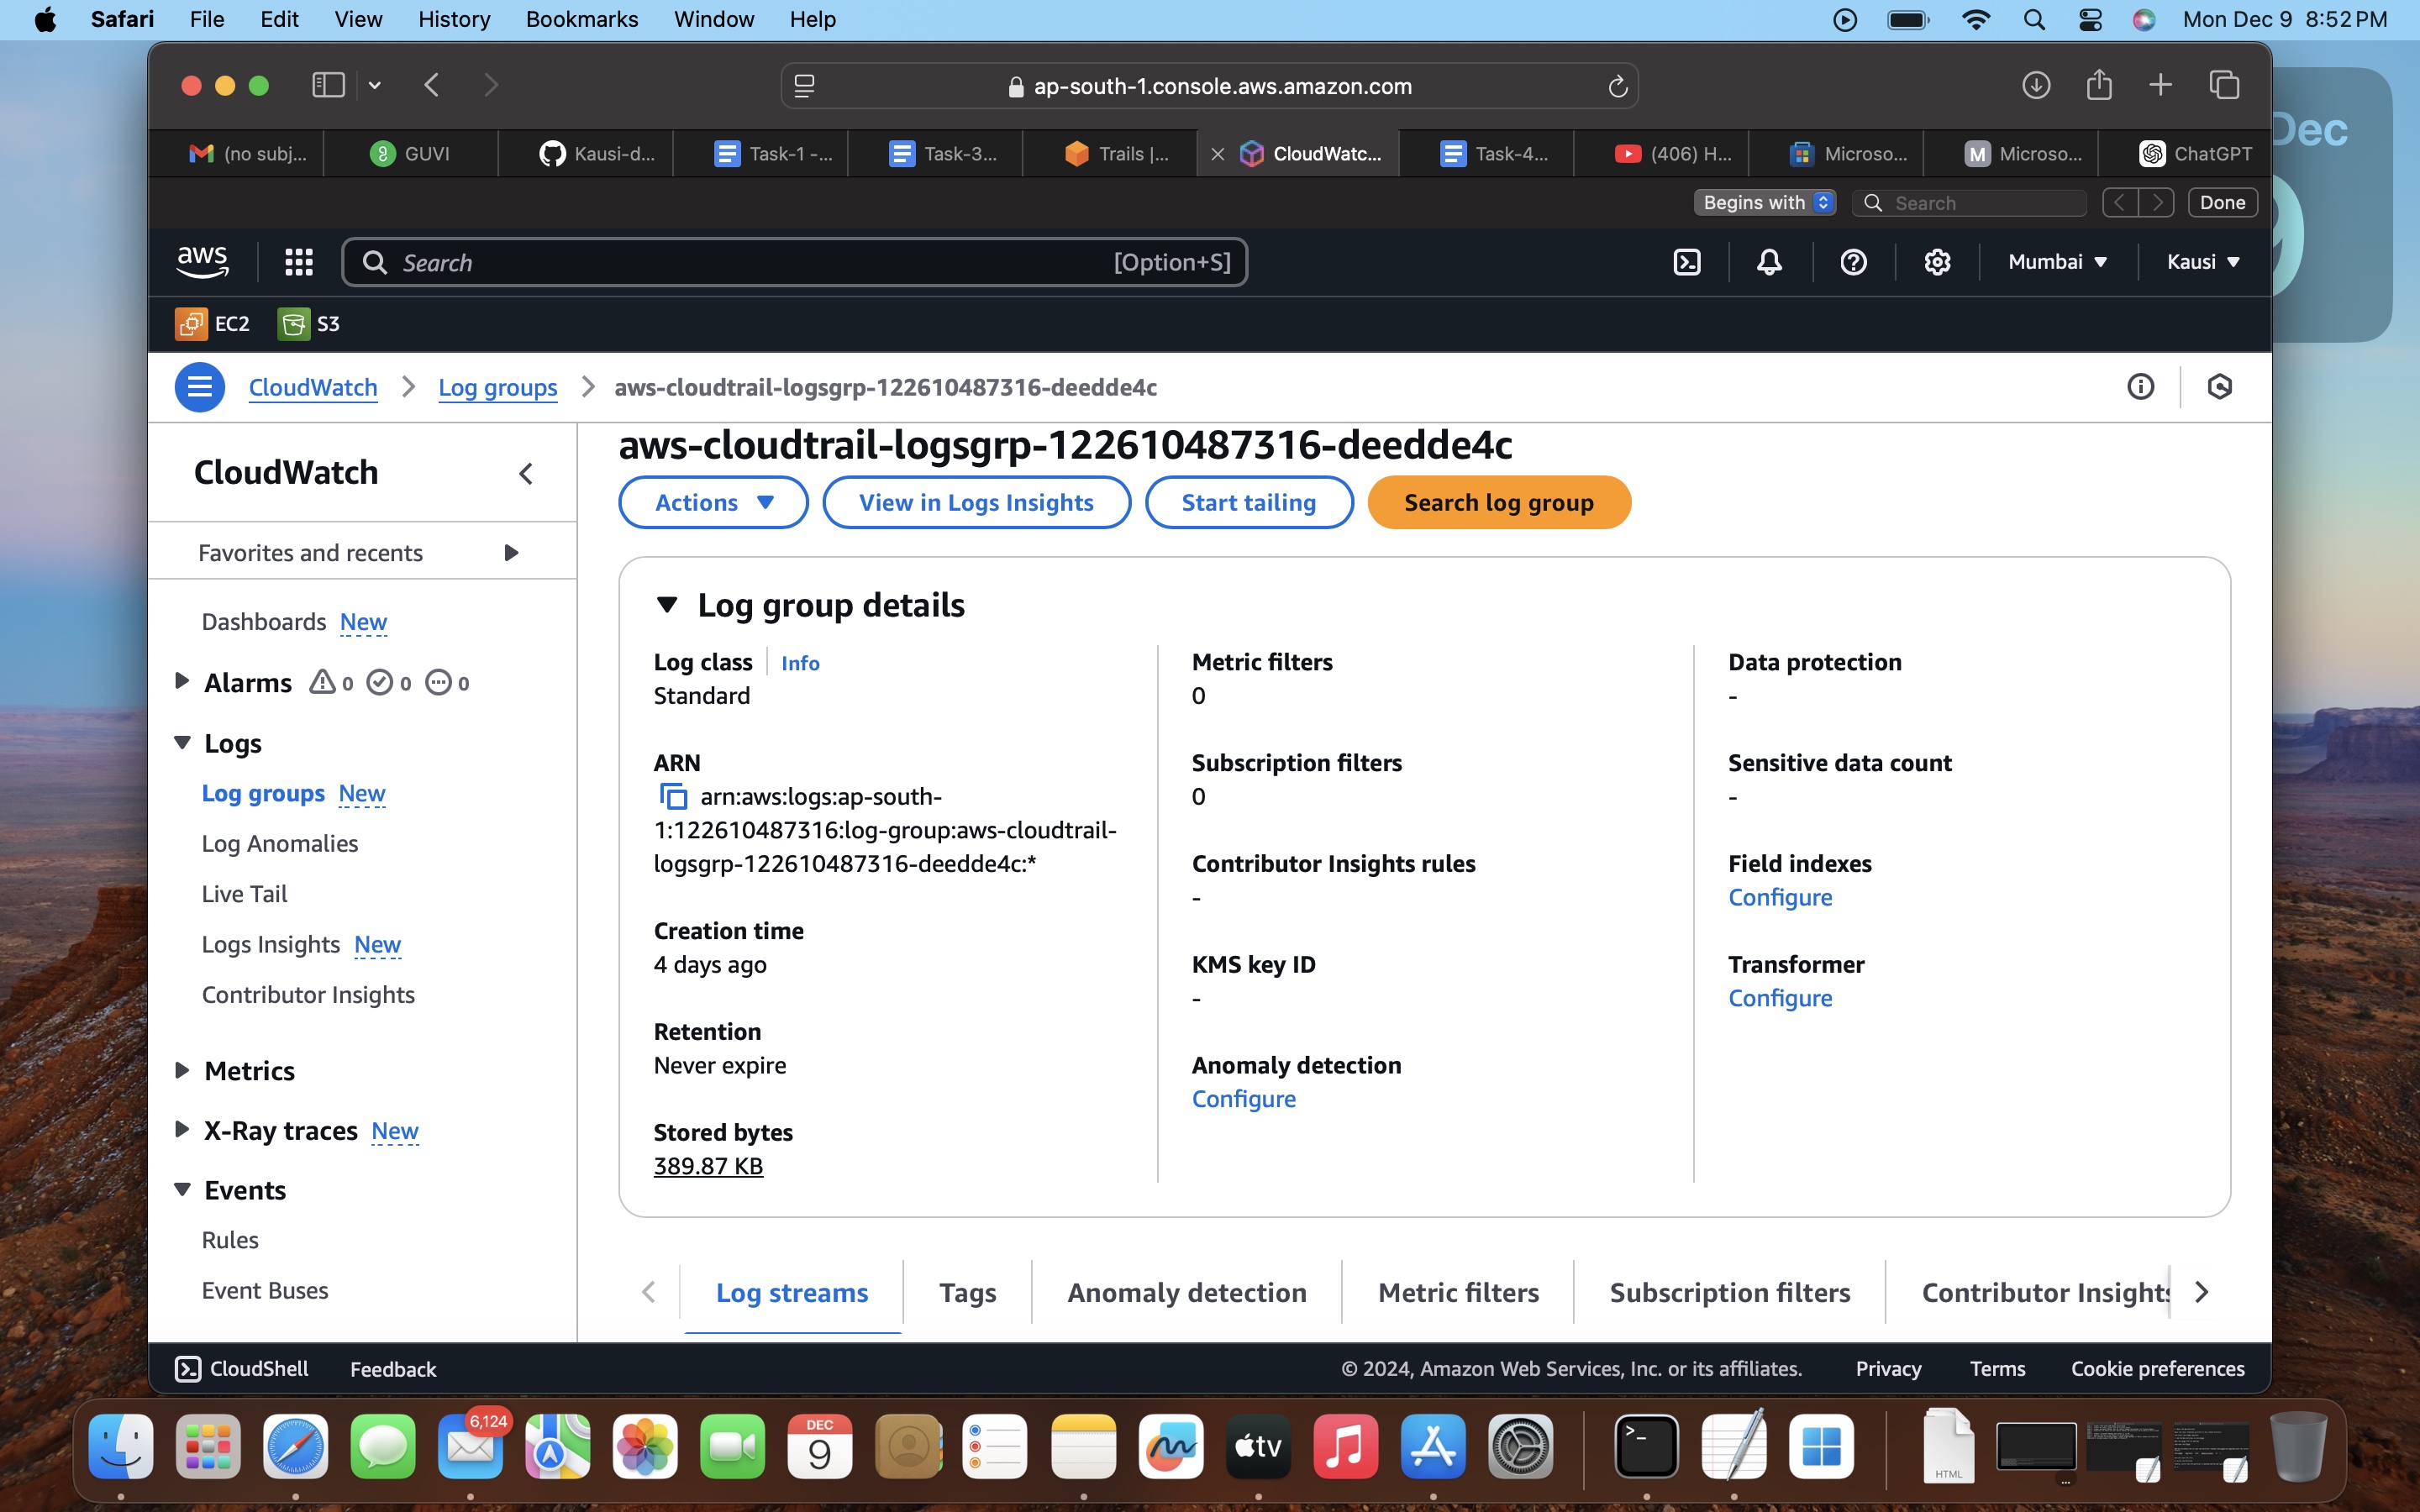 Safari File Edit View History Bookmarks Window Help Mon Dec 9 8:52 PM
ap-south-1.console.aws.amazon.com
Dec
(no subj... GUVI Kausi-d... Task-1 -... Task-3... Trails |... CloudWatc... Task-4... (406) H... Microso... Microso... ChatGPT
Begins with Search Done
aws Search [Option+S] Mumbai Kausi
EC2 S3
CloudWatch Log groups aws-cloudtrail-logsgrp-122610487316-deedde4c
CloudWatch
Favorites and recents
Dashboards New
Alarms 0 0 0
Logs
Log groups New
Log Anomalies
Live Tail
Logs Insights New
Contributor Insights
Metrics
X-Ray traces New
Events
Rules
Event Buses
aws-cloudtrail-logsgrp-122610487316-deedde4c
Actions View in Logs Insights Start tailing Search log group
Log group details
Log class Info
Standard
ARN
arn:aws:logs:ap-south-
1:122610487316:log-group:aws-cloudtrail-
logsgrp-122610487316-deedde4c:*
Creation time
4 days ago
Retention
Never expire
Stored bytes
389.87 KB
Metric filters
0
Subscription filters
0
Contributor Insights rules
-
KMS key ID
-
Anomaly detection
Configure
Data protection
-
Sensitive data count
-
Field indexes
Configure
Transformer
Configure
Log streams Tags Anomaly detection Metric filters Subscription filters Contributor Insights
CloudShell Feedback © 2024, Amazon Web Services, Inc. or its affiliates. Privacy Terms Cookie preferences
6,124
DEC
9
tv
HTML